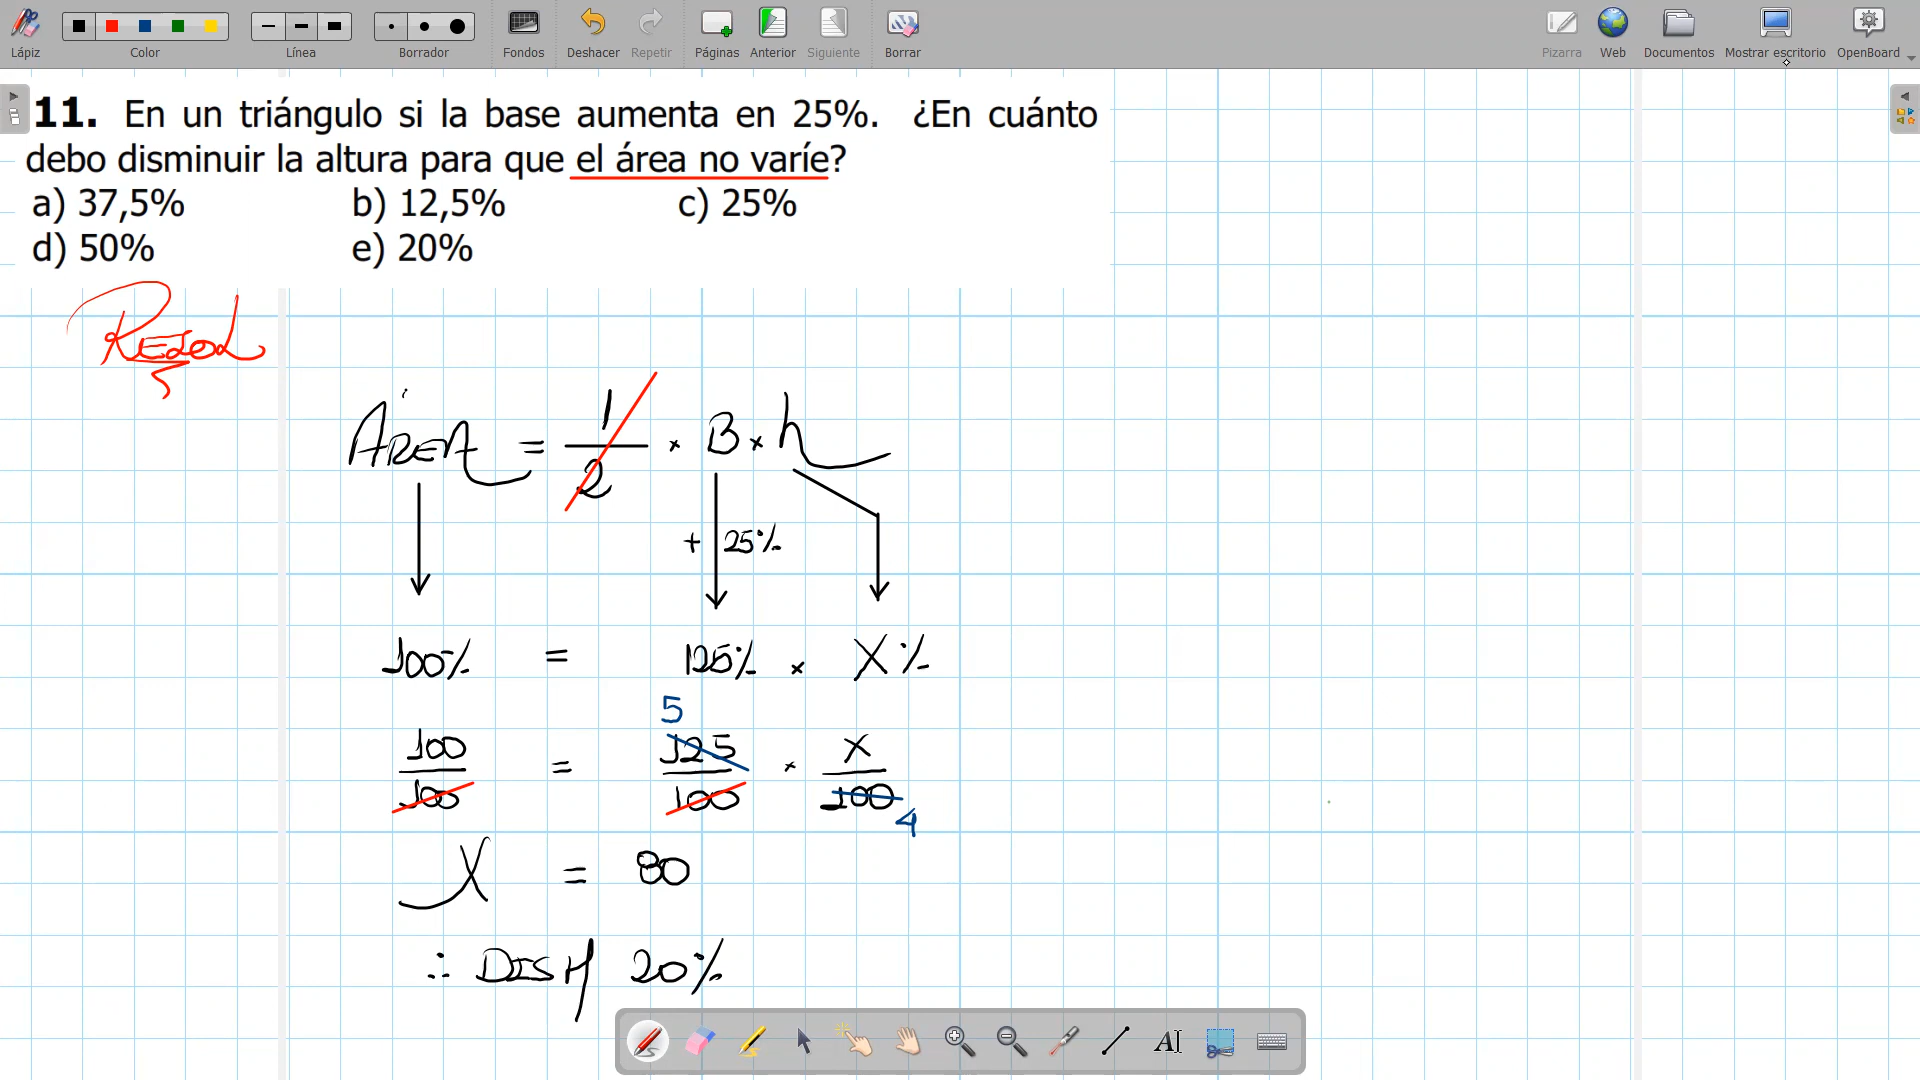 Lápiz Color Línea Borrador Fondos Deshacer Repetir Páginas Anterior Siguiente Borrar Pizarra Web Documentos Mostrar escritorio OpenBoard
11. En un triángulo si la base aumenta en 25%. ¿En cuánto
debo disminuir la altura para que el área no varíe?
a) 37,5% b) 12,5% c) 25%
d) 50% e) 20%
RESOL
ÁREA = 1/2 × B × h
+ 25%
100% = 125% × X%
5
100/100 = 125/100 × X/100
4
X = 80
∴ DISM 20%